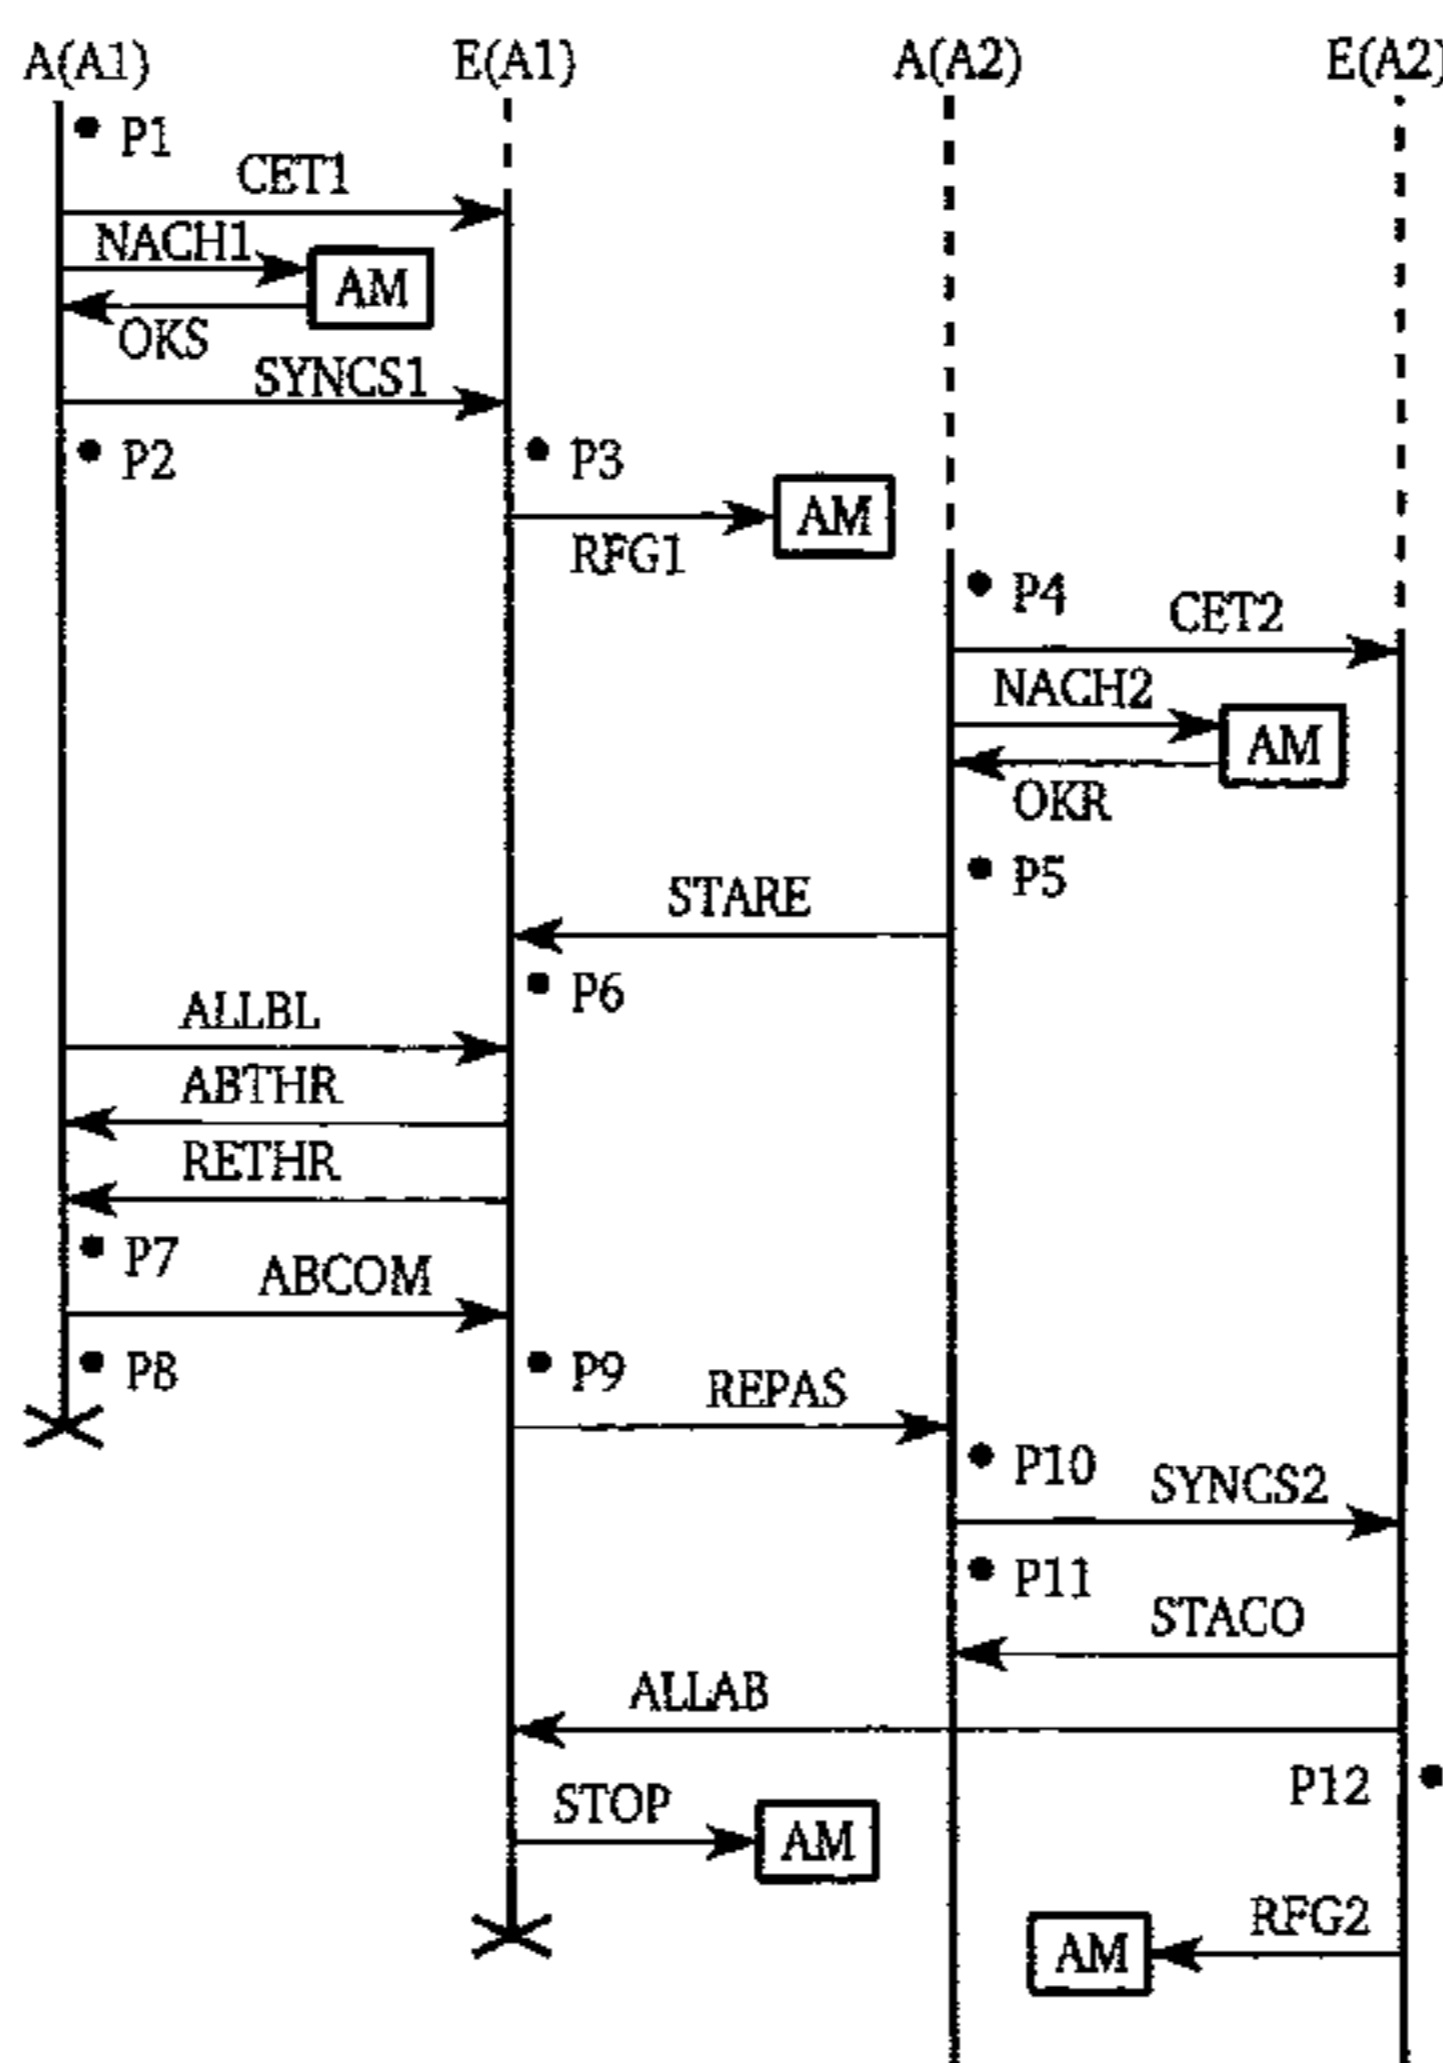 A(A1) E(A1) A(A2) E(A2)
P1
CET1
NACH1
AM
OKS
SYNCS1
P2 P3
AM
RFG1
P4
CET2
NACH2
AM
OKR
P5
STARE
P6
ALLBL
ABTHR
RETHR
P7
ABCOM
P8 P9
REPAS
P10
SYNCS2
P11
STACO
ALLAB
P12
STOP
AM
RFG2
AM